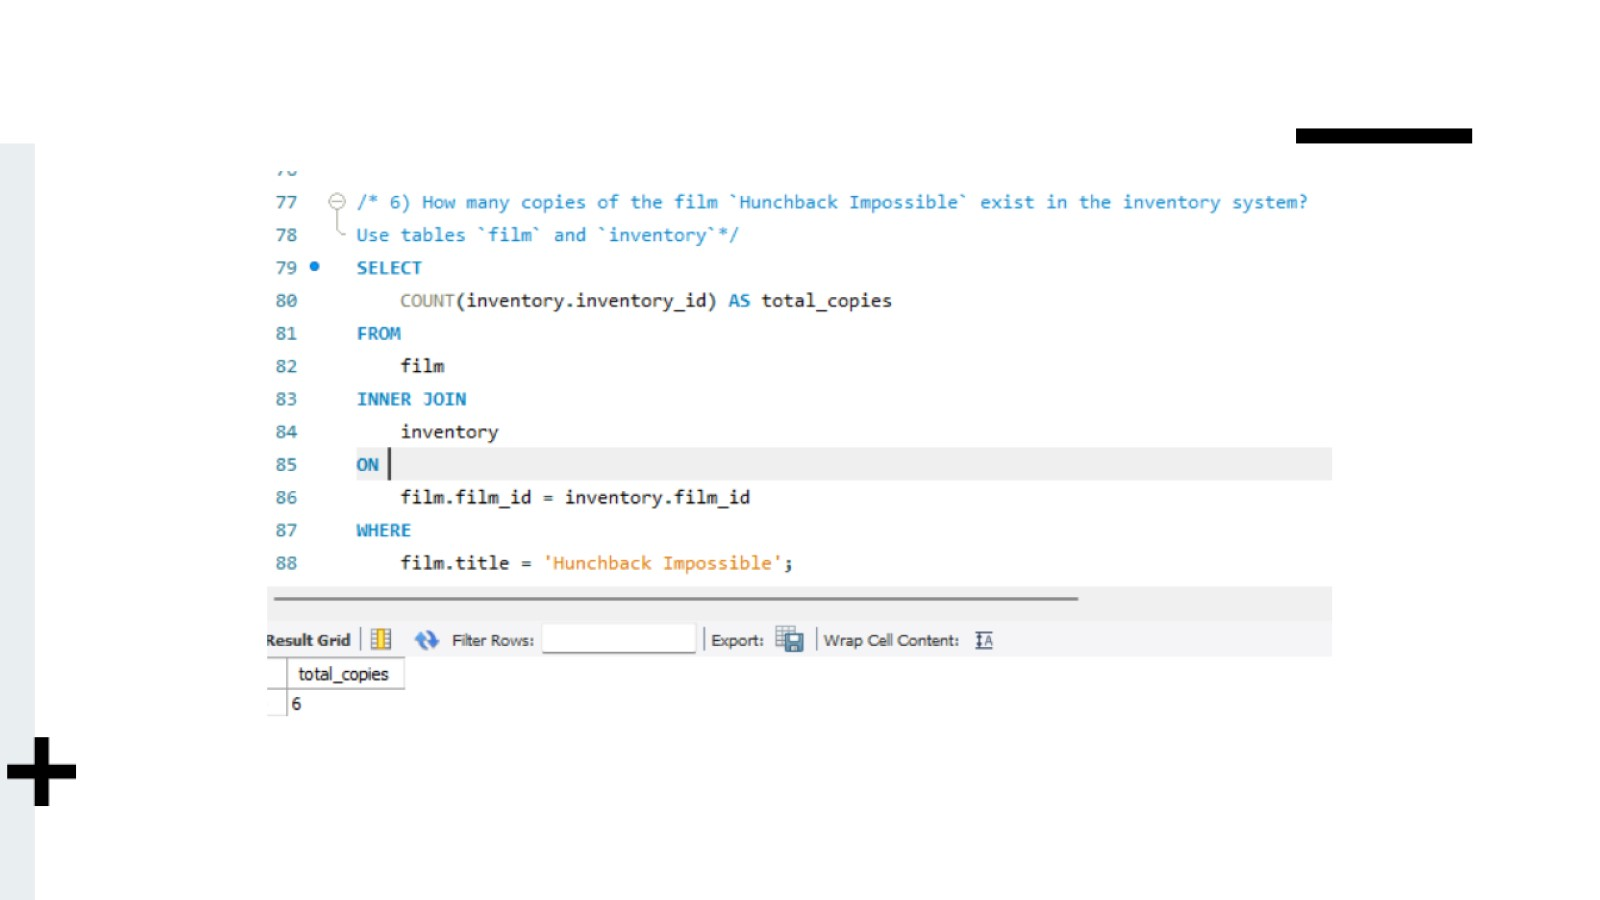 77 /* 6) How many copies of the film `Hunchback Impossible` exist in the inventory system?
78 Use tables `film` and `inventory`*/
79 SELECT
80 COUNT(inventory.inventory_id) AS total_copies
81 FROM
82 film
83 INNER JOIN
84 inventory
85 ON
86 film.film_id = inventory.film_id
87 WHERE
88 film.title = 'Hunchback Impossible';
Result Grid Filter Rows: Export: Wrap Cell Content:
total_copies
6